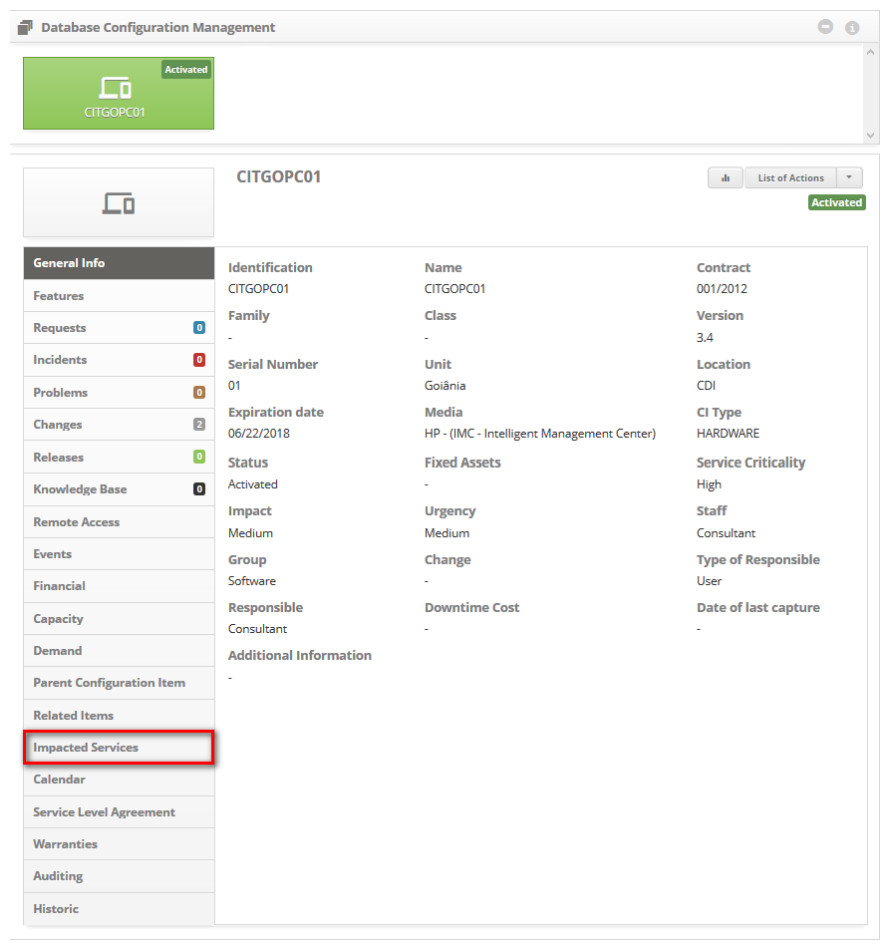 Database Configuration Management
Activated
CITGOPC01
CITGOPC01
List of Actions
Activated
General Info
Features
Requests 0
Incidents 0
Problems 0
Changes 2
Releases 0
Knowledge Base 0
Remote Access
Events
Financial
Capacity
Demand
Parent Configuration Item
Related Items
Impacted Services
Calendar
Service Level Agreement
Warranties
Auditing
Historic
Identification Name Contract
CITGOPC01 CITGOPC01 001/2012
Family Class Version
- - 3.4
Serial Number Unit Location
01 Goiânia CDI
Expiration date Media CI Type
06/22/2018 HP - (IMC - Intelligent Management Center) HARDWARE
Status Fixed Assets Service Criticality
Activated - High
Impact Urgency Staff
Medium Medium Consultant
Group Change Type of Responsible
Software - User
Responsible Downtime Cost Date of last capture
Consultant - -
Additional Information
-